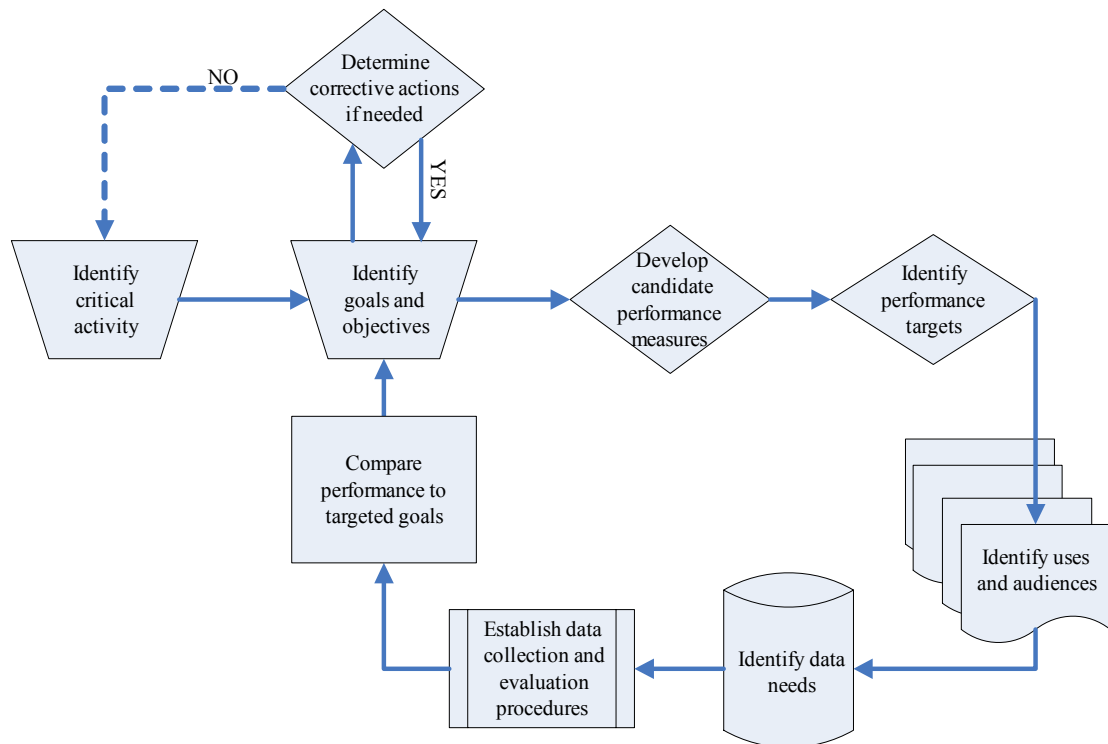 Determine
corrective actions
if needed
NO
YES
Identify
critical
activity
Identify
goals and
objectives
Develop
candidate
performance
measures
Identify
performance
targets
Compare
performance to
targeted goals
Identify uses
and audiences
Establish data
collection and
evaluation
procedures
Identify data
needs